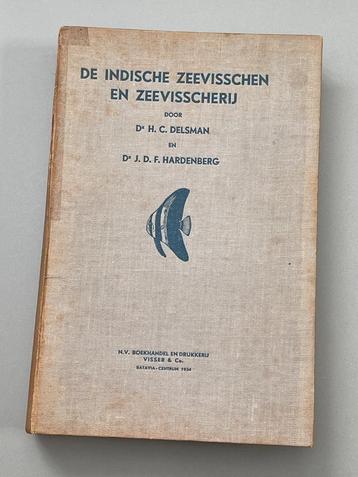 DE INDISCHE ZEEVISSCHEN
EN ZEEVISSCHERIJ
DOOR
Dr H. C. DELSMAN
EN
Dr J. D. F. HARDENBERG
N.V. BOEKHANDEL EN DRUKKERIJ
VISSER & Co.
BATAVIA-CENTRUM 1934